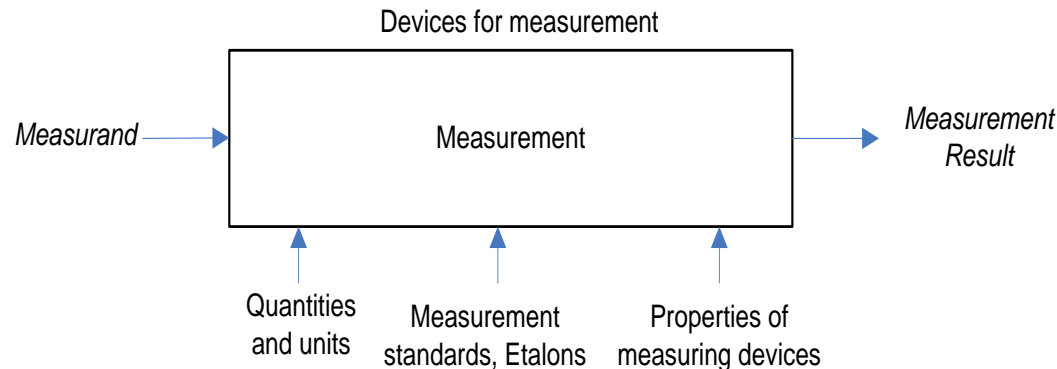 Devices for measurement
Measurand
Measurement
Measurement
Result
Quantities
and units
Measurement
standards, Etalons
Properties of
measuring devices